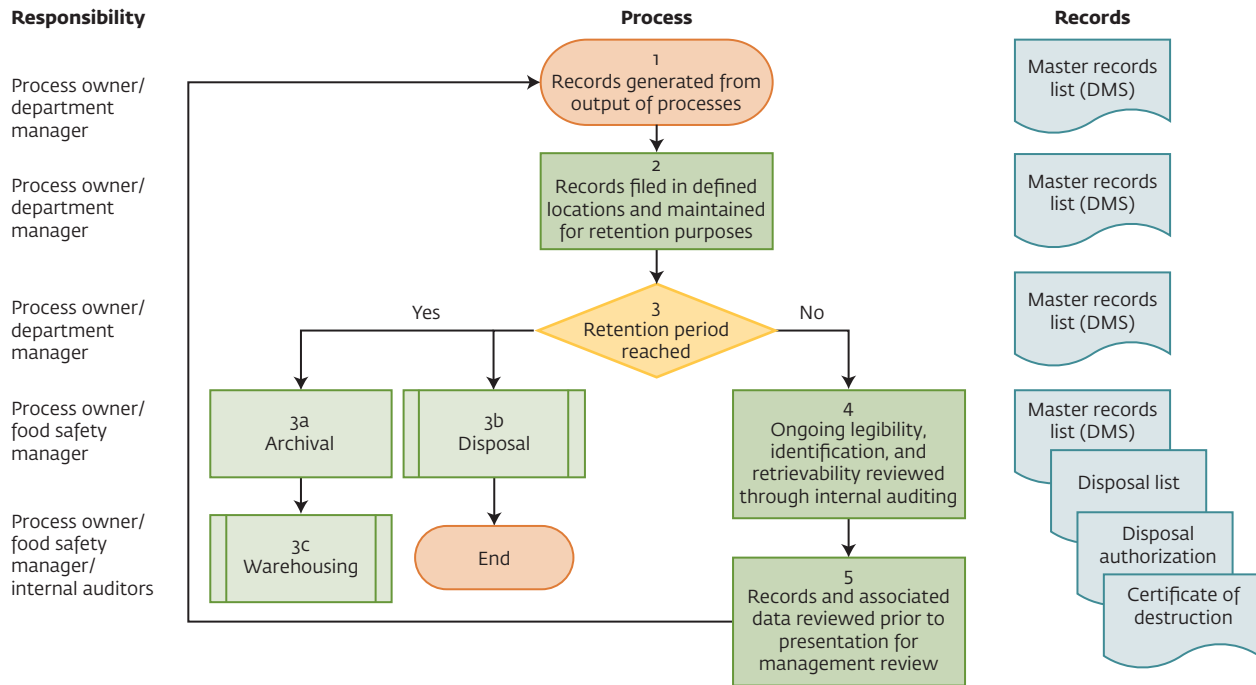 Responsibility
Process
Records
Process owner/
department
manager
1
Records generated from
output of processes
Master records
list (DMS)
Process owner/
department
manager
2
Records filed in defined
locations and maintained
for retention purposes
Master records
list (DMS)
Process owner/
department
manager
Yes
3
Retention period
reached
No
Master records
list (DMS)
Process owner/
food safety
manager
3a
Archival
3b
Disposal
4
Ongoing legibility,
identification, and
retrievability reviewed
through internal auditing
Master records
list (DMS)
Disposal list
Process owner/
food safety
manager/
internal auditors
3c
Warehousing
End
5
Records and associated
data reviewed prior to
presentation for
management review
Disposal
authorization
Certificate of
destruction